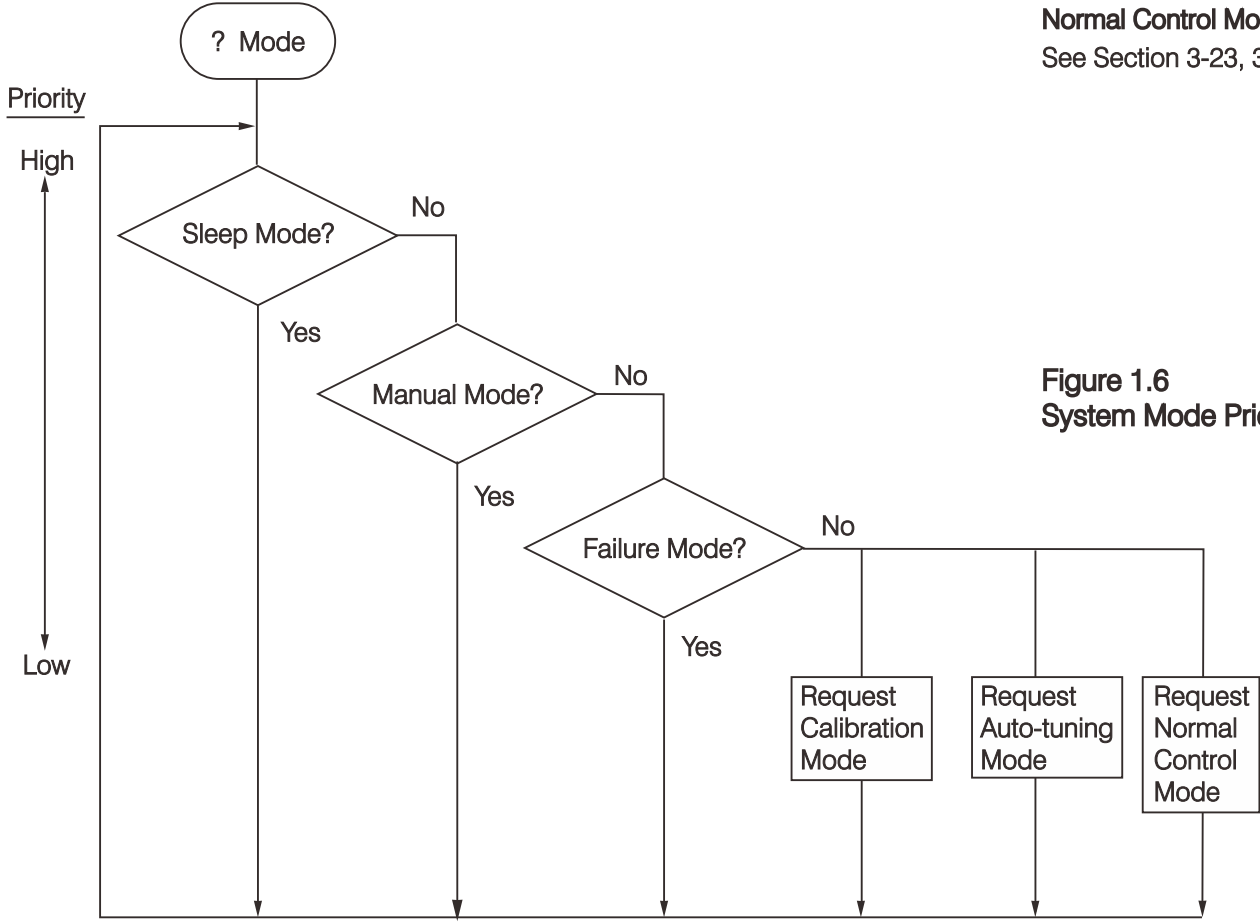 ? Mode
Normal Control Mo
See Section 3-23, 3
Priority
High
No
Sleep Mode?
Yes
No
Manual Mode?
Figure 1.6
System Mode Pri
Yes
No
Failure Mode?
Yes
Low
Request
Calibration
Mode
Request
Auto-tuning
Mode
Request
Normal
Control
Mode